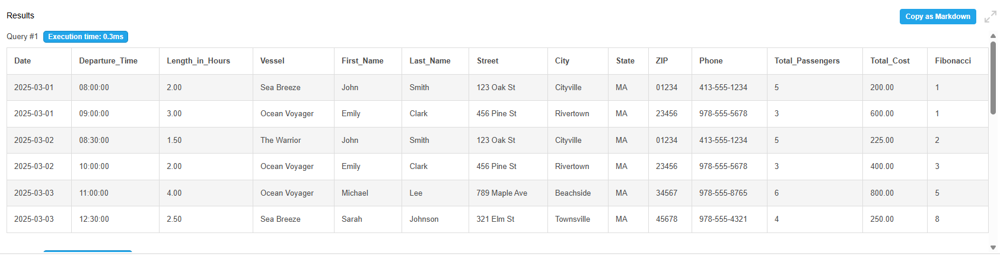 Results
Copy as Markdown
Query #1 Execution time: 0.3ms
Date Departure_Time Length_in_Hours Vessel First_Name Last_Name Street City State ZIP Phone Total_Passengers Total_Cost Fibonacci
2025-03-01 08:00:00 2.00 Sea Breeze John Smith 123 Oak St Cityville MA 01234 413-555-1234 5 200.00 1
2025-03-01 09:00:00 3.00 Ocean Voyager Emily Clark 456 Pine St Rivertown MA 23456 978-555-5678 3 600.00 1
2025-03-02 08:30:00 1.50 The Warrior John Smith 123 Oak St Cityville MA 01234 413-555-1234 5 225.00 2
2025-03-02 10:00:00 2.00 Ocean Voyager Emily Clark 456 Pine St Rivertown MA 23456 978-555-5678 3 400.00 3
2025-03-03 11:00:00 4.00 Ocean Voyager Michael Lee 789 Maple Ave Beachside MA 34567 978-555-8765 6 800.00 5
2025-03-03 12:30:00 2.50 Sea Breeze Sarah Johnson 321 Elm St Townsville MA 45678 978-555-4321 4 250.00 8